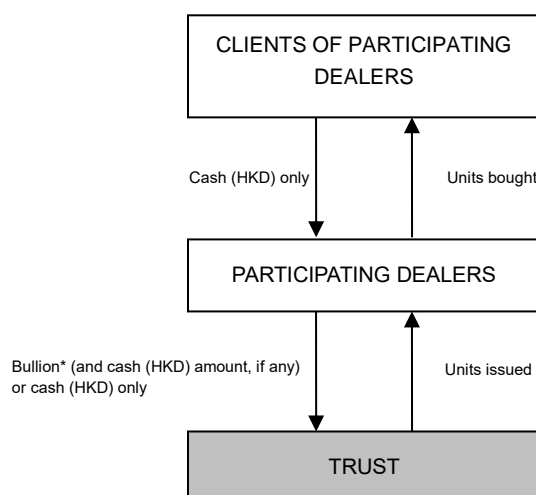 CLIENTS OF PARTICIPATING
DEALERS
Cash (HKD) only
Units bought
PARTICIPATING DEALERS
Bullion* (and cash (HKD) amount, if any)
or cash (HKD) only
Units issued
TRUST